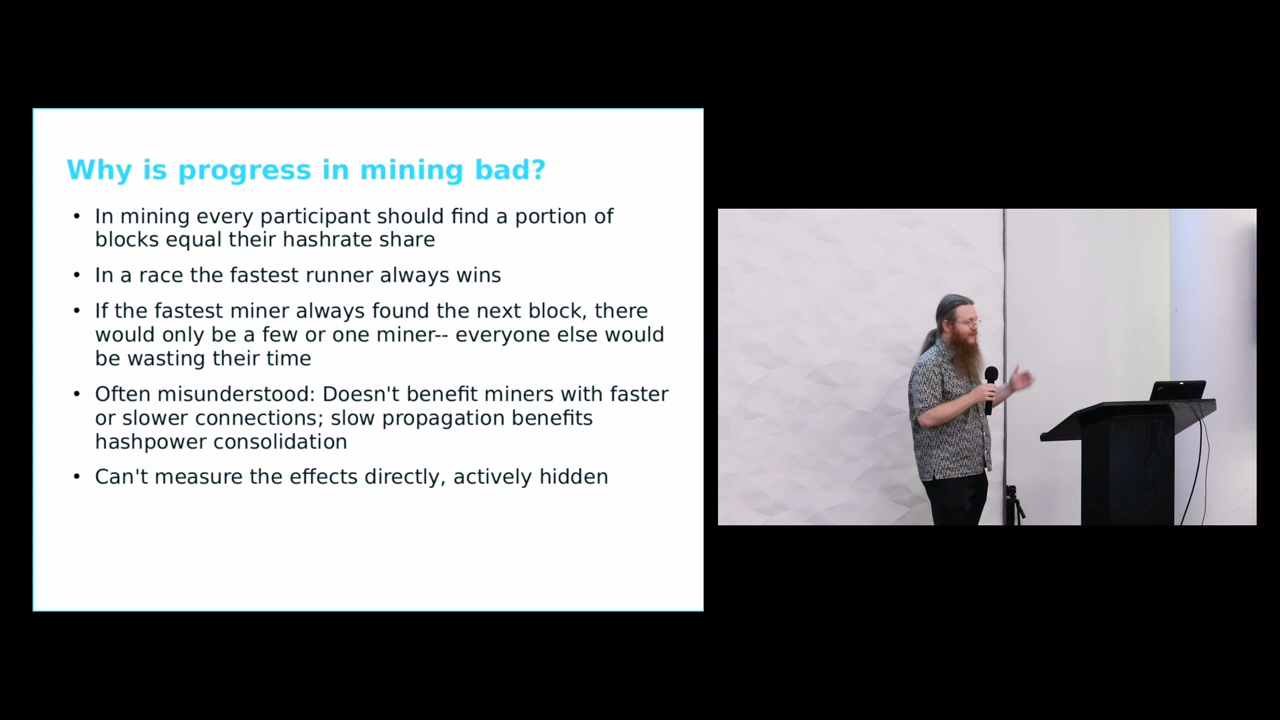 Why is progress in mining bad?
• In mining every participant should find a portion of
blocks equal their hashrate share
• In a race the fastest runner always wins
• If the fastest miner always found the next block, there
would only be a few or one miner-- everyone else would
be wasting their time
• Often misunderstood: Doesn't benefit miners with faster
or slower connections; slow propagation benefits
hashpower consolidation
• Can't measure the effects directly, actively hidden